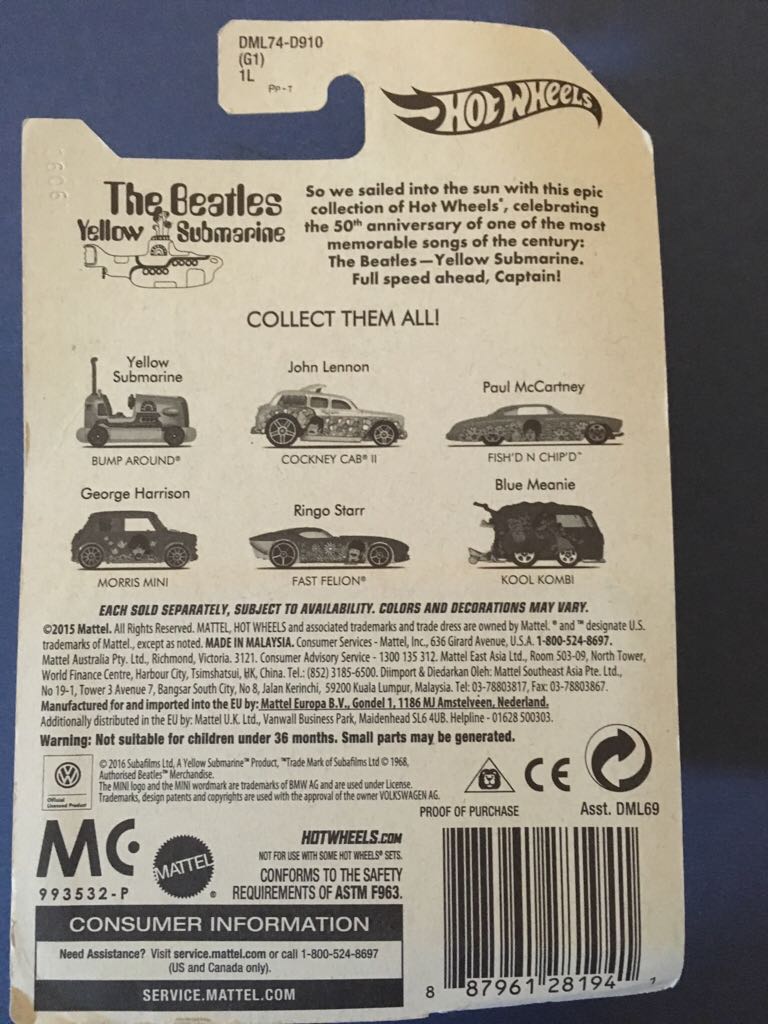 DML74-D910
(G1)
1L
PP-T
HOT WHEELS
The Beatles
Yellow Submarine
So we sailed into the sun with this epic
collection of Hot Wheels®, celebrating
the 50th anniversary of one of the most
memorable songs of the century:
The Beatles—Yellow Submarine.
Full speed ahead, Captain!
COLLECT THEM ALL!
Yellow
Submarine
BUMP AROUND®
John Lennon
COCKNEY CAB® II
Paul McCartney
FISH'D N CHIP'D™
George Harrison
MORRIS MINI
Ringo Starr
FAST FELION®
Blue Meanie
KOOL KOMBI
EACH SOLD SEPARATELY, SUBJECT TO AVAILABILITY. COLORS AND DECORATIONS MAY VARY.
©2015 Mattel. All Rights Reserved. MATTEL, HOT WHEELS and associated trademarks and trade dress are owned by Mattel. ® and ™ designate U.S.
trademarks of Mattel, except as noted. MADE IN MALAYSIA. Consumer Services - Mattel, Inc., 636 Girard Avenue, U.S.A. 1-800-524-8697.
Mattel Australia Pty. Ltd., Richmond, Victoria. 3121. Consumer Advisory Service - 1300 135 312. Mattel East Asia Ltd., Room 503-09, North Tower,
World Finance Centre, Harbour City, Tsimshatsui, HK, China. Tel.: (852) 3185-6500. Diimport & Diedarkan Oleh: Mattel Southeast Asia Pte. Ltd.,
No 19-1, Tower 3 Avenue 7, Bangsar South City, No 8, Jalan Kerinchi, 59200 Kuala Lumpur, Malaysia. Tel: 03-78803817, Fax: 03-78803867.
Manufactured for and imported into the EU by: Mattel Europa B.V., Gondel 1, 1186 MJ Amstelveen, Nederland.
Additionally distributed in the EU by: Mattel U.K. Ltd., Vanwall Business Park, Maidenhead SL6 4UB. Helpline - 01628 500303.
Warning: Not suitable for children under 36 months. Small parts may be generated.
Official
Licensed Product
© 2016 Subafilms Ltd, A Yellow Submarine™ Product, ™Trade Mark of Subafilms Ltd © 1968,
Authorised Beatles™ Merchandise.
The MINI logo and the MINI wordmark are trademarks of BMW AG and are used under License.
Trademarks, design patents and copyrights are used with the approval of the owner VOLKSWAGEN AG.
CE
PROOF OF PURCHASE
Asst. DML69
MC
993532-P
MATTEL®
HOTWHEELS.COM
NOT FOR USE WITH SOME HOT WHEELS® SETS.
CONFORMS TO THE SAFETY
REQUIREMENTS OF ASTM F963.
CONSUMER INFORMATION
Need Assistance? Visit service.mattel.com or call 1-800-524-8697
(US and Canada only).
SERVICE.MATTEL.COM
8 87961 28194 7